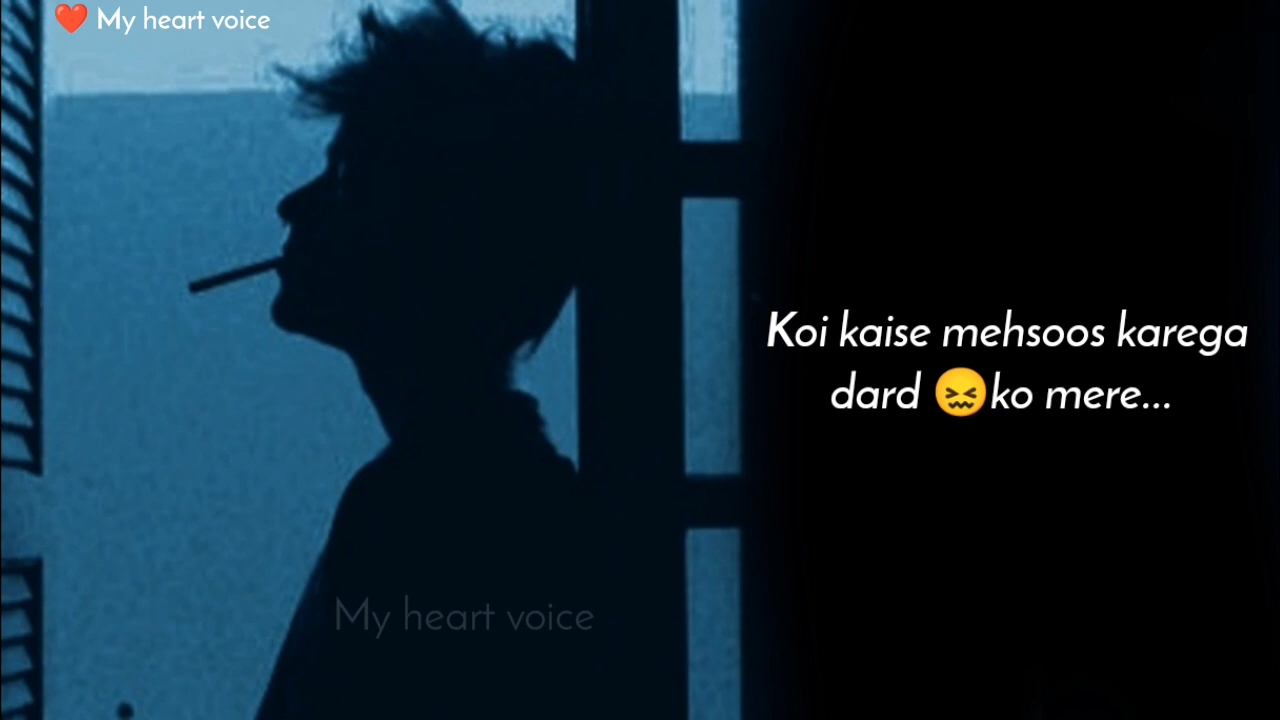 ❤️ My heart voice
Koi kaise mehsoos karega
dard 😖ko mere...
My heart voice